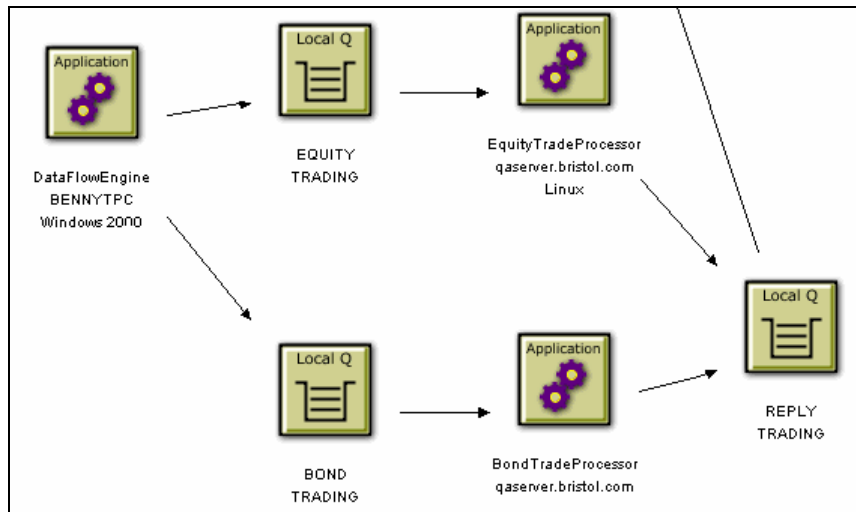 Application
DataFlowEngine
BENNYTPC
Windows 2000
Local Q
EQUITY
TRADING
Application
EquityTradeProcessor
qaserver.bristol.com
Linux
Local Q
BOND
TRADING
Application
BondTradeProcessor
qaserver.bristol.com
Local Q
REPLY
TRADING